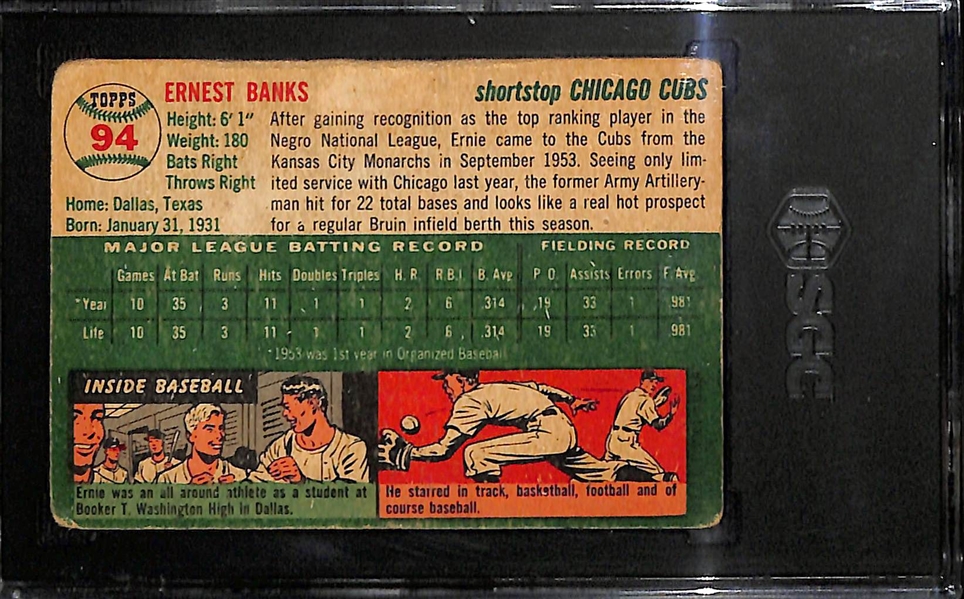 TOPPS
94
ERNEST BANKS
shortstop CHICAGO CUBS
Height: 6' 1"
Weight: 180
Bats Right
Throws Right
Home: Dallas, Texas
Born: January 31, 1931
After gaining recognition as the top ranking player in the
Negro National League, Ernie came to the Cubs from the
Kansas City Monarchs in September 1953. Seeing only lim-
ited service with Chicago last year, the former Army Artillery-
man hit for 22 total bases and looks like a real hot prospect
for a regular Bruin infield berth this season.
MAJOR LEAGUE BATTING RECORD FIELDING RECORD
Games At Bat Runs Hits Doubles Triples H. R. R.B.I. B. Avg. P. O. Assists Errors F. Avg.
*Year 10 35 3 11 1 1 2 6 .314 19 33 1 .981
Life 10 35 3 11 1 1 2 6 .314 19 33 1 .981
*1953 was 1st year in Organized Baseball
INSIDE BASEBALL
Ernie was an all around athlete as a student at
Booker T. Washington High in Dallas.
He starred in track, basketball, football and of
course baseball.
SGC